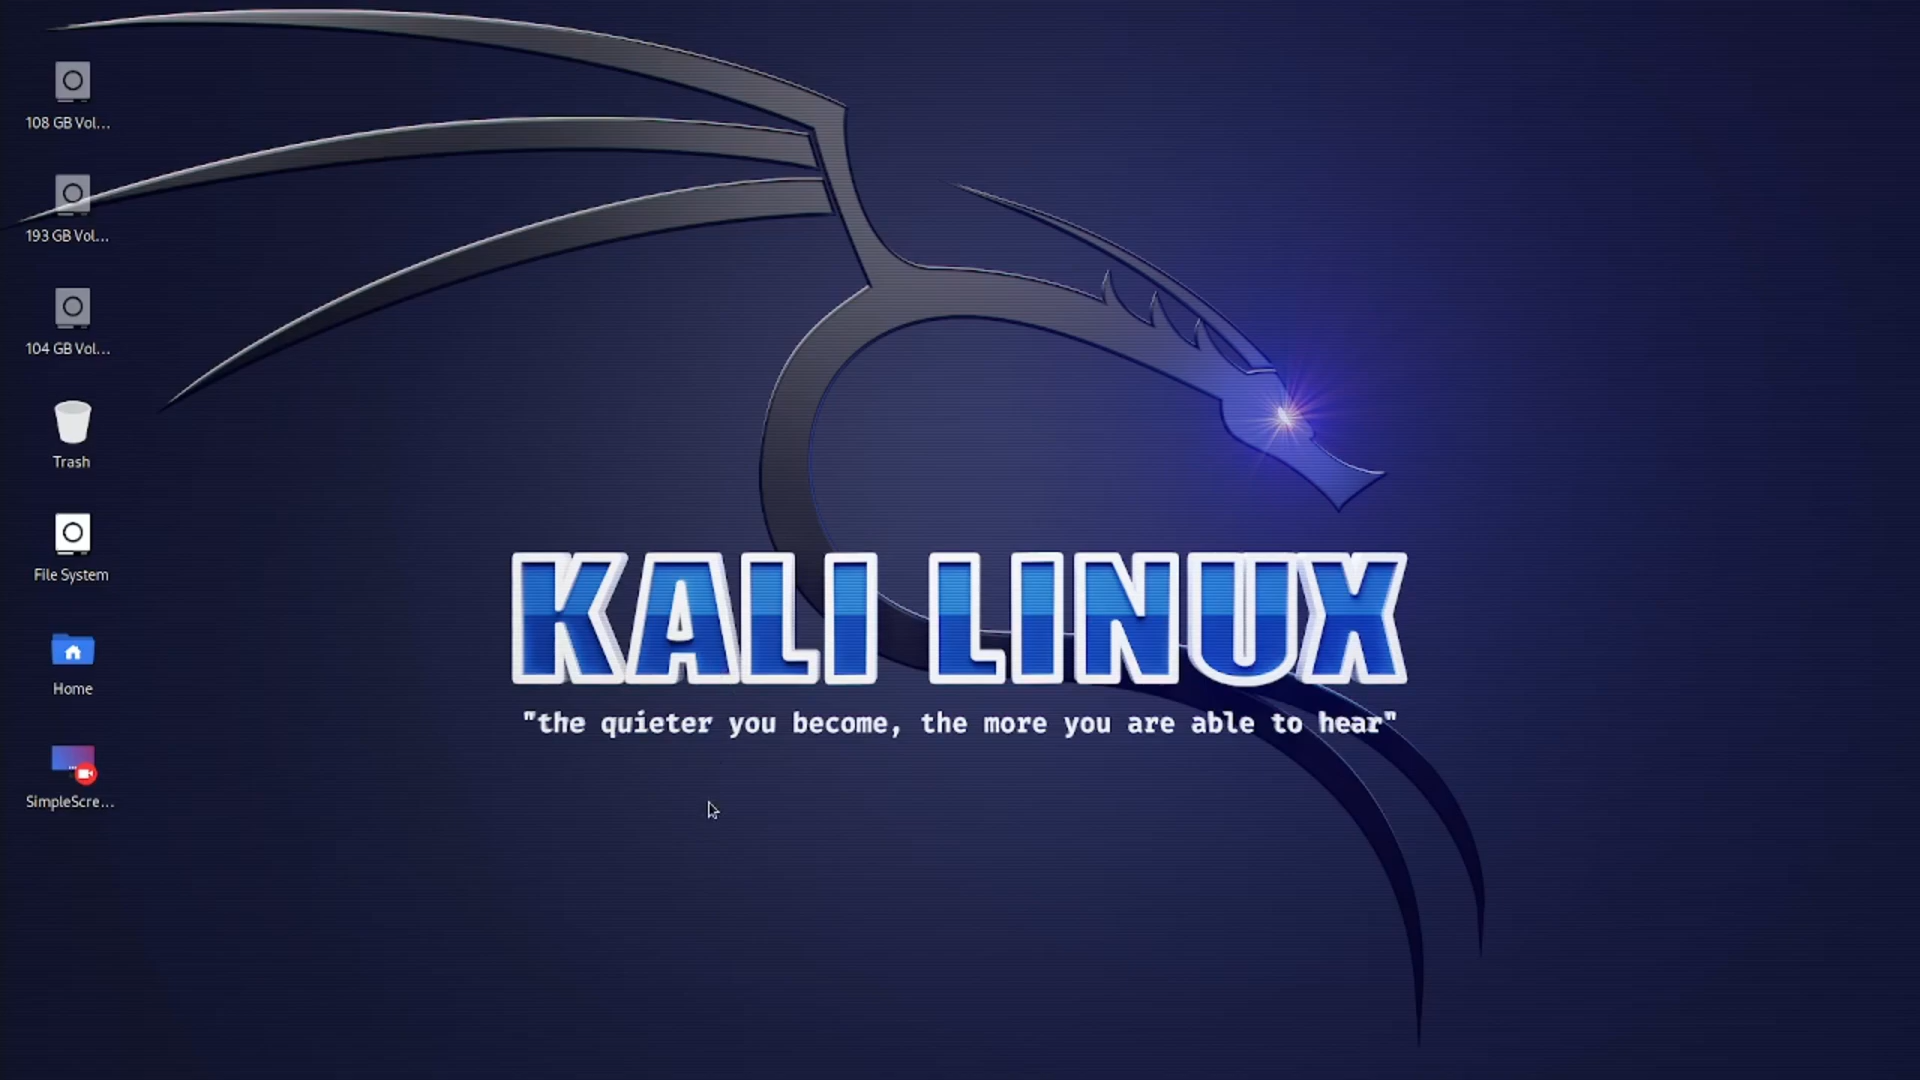 108 GB Vol...
193 GB Vol...
104 GB Vol...
Trash
File System
Home
SimpleScre...
KALI LINUX
"the quieter you become, the more you are able to hear"